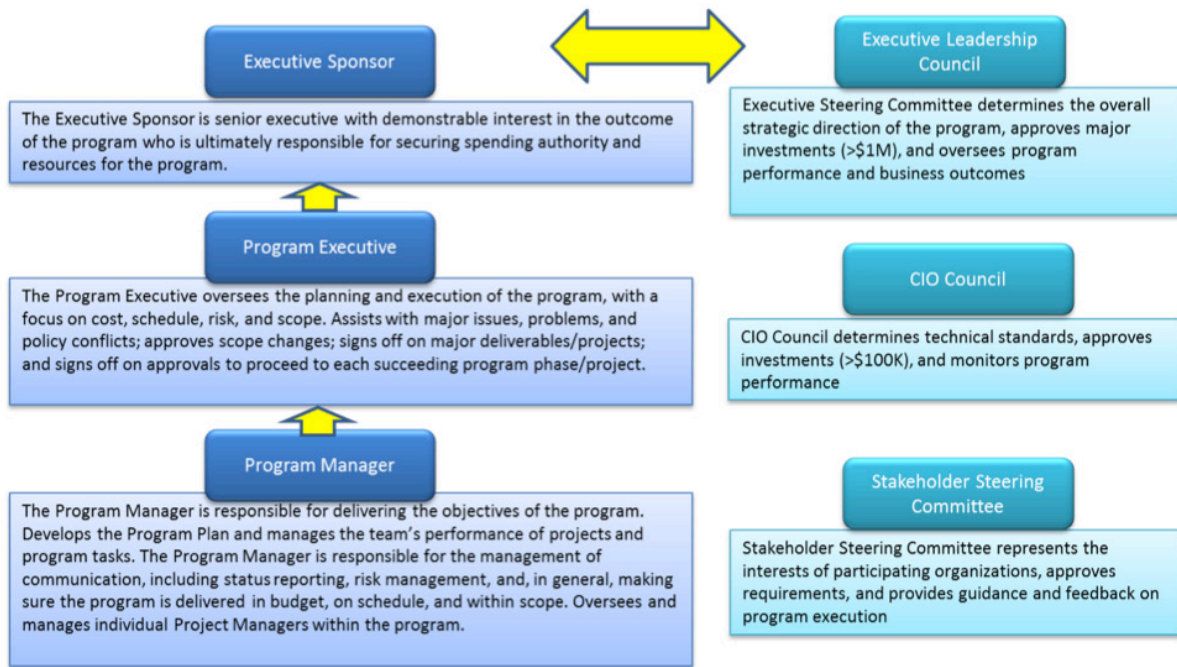 Executive Sponsor
The Executive Sponsor is senior executive with demonstrable interest in the outcome
of the program who is ultimately responsible for securing spending authority and
resources for the program.
Program Executive
The Program Executive oversees the planning and execution of the program, with a
focus on cost, schedule, risk, and scope. Assists with major issues, problems, and
policy conflicts; approves scope changes; signs off on major deliverables/projects;
and signs off on approvals to proceed to each succeeding program phase/project.
Program Manager
The Program Manager is responsible for delivering the objectives of the program.
Develops the Program Plan and manages the team's performance of projects and
program tasks. The Program Manager is responsible for the management of
communication, including status reporting, risk management, and, in general, making
sure the program is delivered in budget, on schedule, and within scope. Oversees and
manages individual Project Managers within the program.
Executive Leadership
Council
Executive Steering Committee determines the overall
strategic direction of the program, approves major
investments (>$1M), and oversees program
performance and business outcomes
CIO Council
CIO Council determines technical standards, approves
investments (>$100K), and monitors program
performance
Stakeholder Steering
Committee
Stakeholder Steering Committee represents the
interests of participating organizations, approves
requirements, and provides guidance and feedback on
program execution